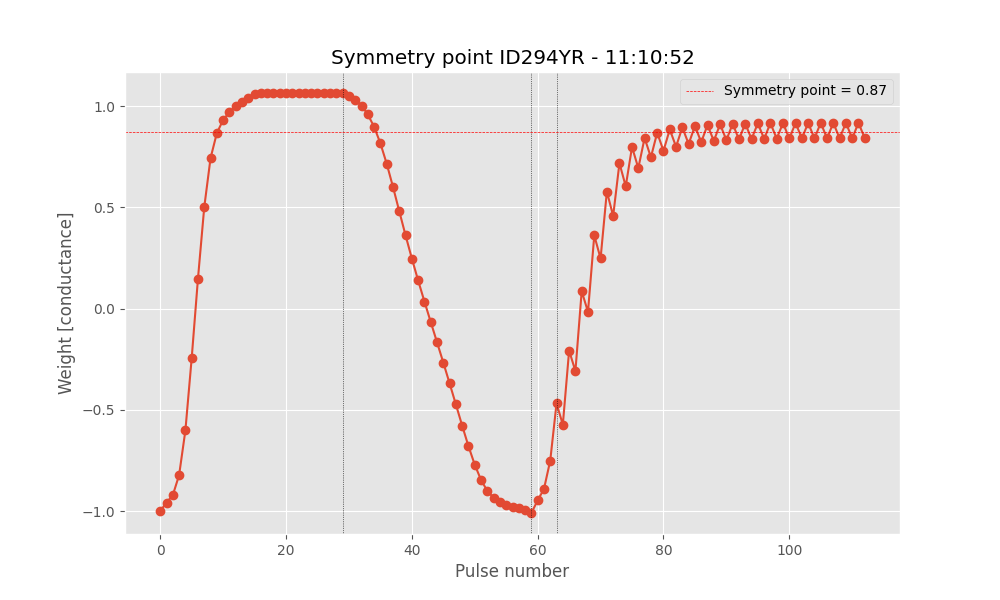 Symmetry point ID294YR - 11:10:52
Symmetry point = 0.87
1.0
0.5
0.0
−0.5
−1.0
Weight [conductance]
0 20 40 60 80 100
Pulse number